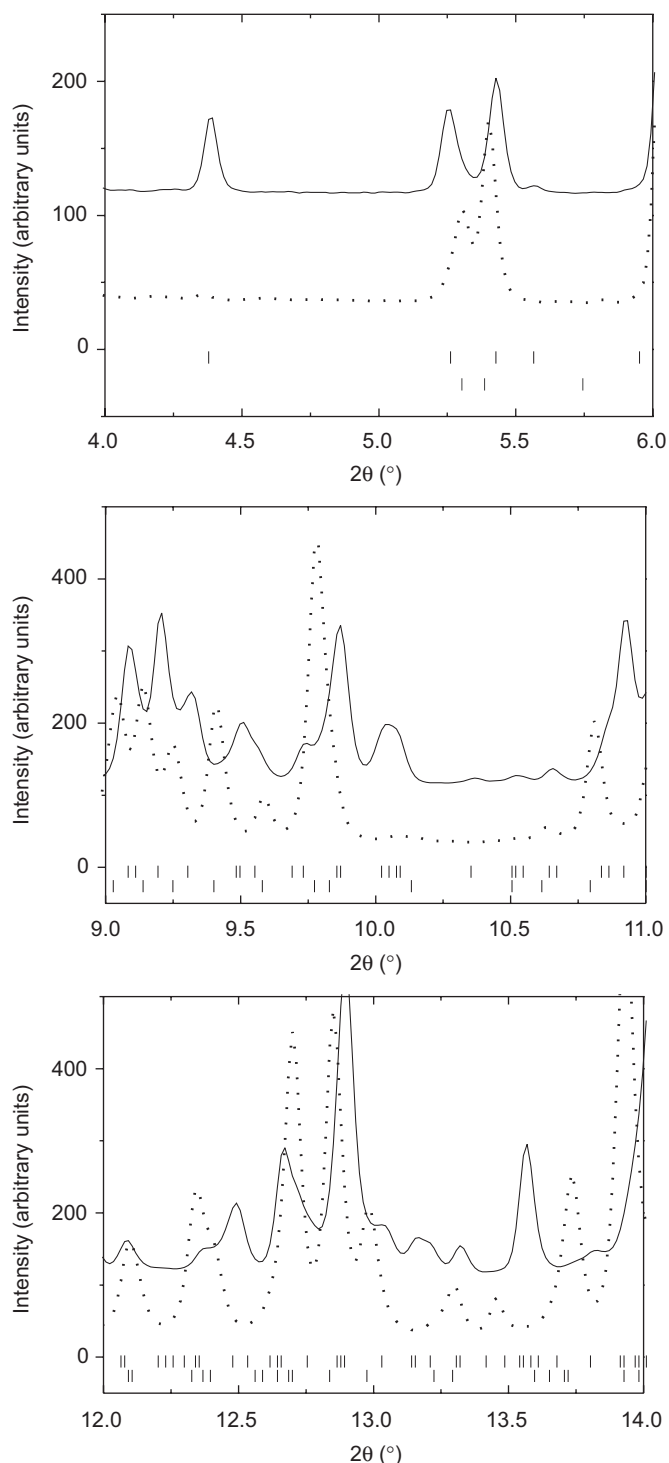 Intensity (arbitrary units)
200
100
0
4.0 4.5 5.0 5.5 6.0
2θ (°)
Intensity (arbitrary units)
400
200
0
9.0 9.5 10.0 10.5 11.0
2θ (°)
Intensity (arbitrary units)
400
200
0
12.0 12.5 13.0 13.5 14.0
2θ (°)